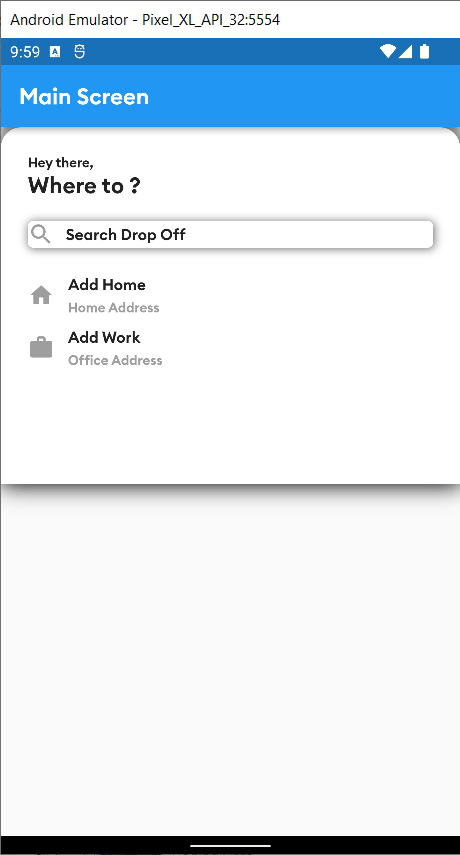 Android Emulator - Pixel_XL_API_32:5554
9:59
Main Screen
Hey there,
Where to ?
Search Drop Off
Add Home
Home Address
Add Work
Office Address